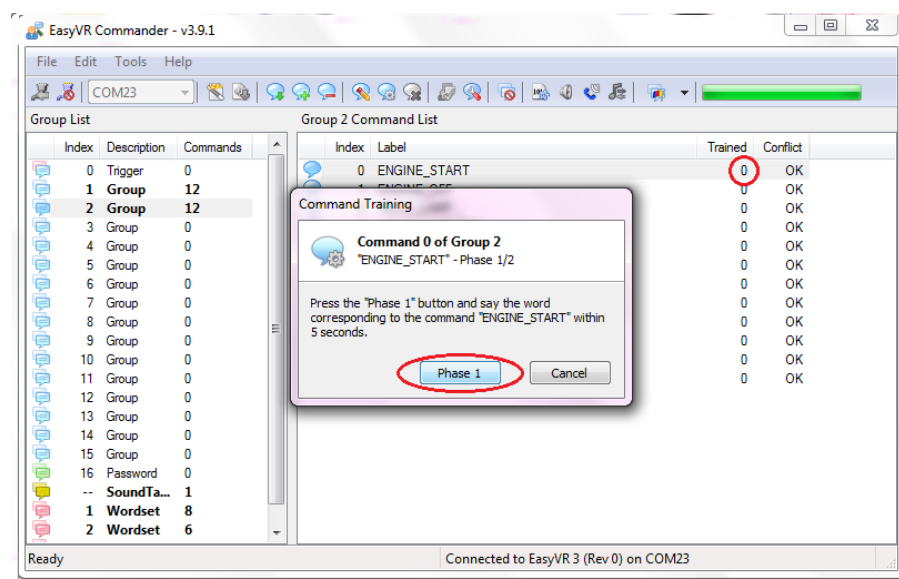 EasyVR Commander - v3.9.1
File Edit Tools Help
COM23
Group List
Group 2 Command List
Index Description Commands
Index Label Trained Conflict
0 Trigger 0
0 ENGINE_START 0 OK
1 Group 12
1 ENGINE_OFF 0 OK
2 Group 12
0 OK
3 Group 0
0 OK
4 Group 0
0 OK
5 Group 0
0 OK
6 Group 0
0 OK
7 Group 0
0 OK
8 Group 0
0 OK
9 Group 0
0 OK
10 Group 0
0 OK
11 Group 0
0 OK
12 Group 0
13 Group 0
14 Group 0
15 Group 0
16 Password 0
-- SoundTa... 1
1 Wordset 8
2 Wordset 6
Command Training
Command 0 of Group 2
"ENGINE_START" - Phase 1/2
Press the "Phase 1" button and say the word
corresponding to the command "ENGINE_START" within
5 seconds.
Phase 1 Cancel
Ready
Connected to EasyVR 3 (Rev 0) on COM23